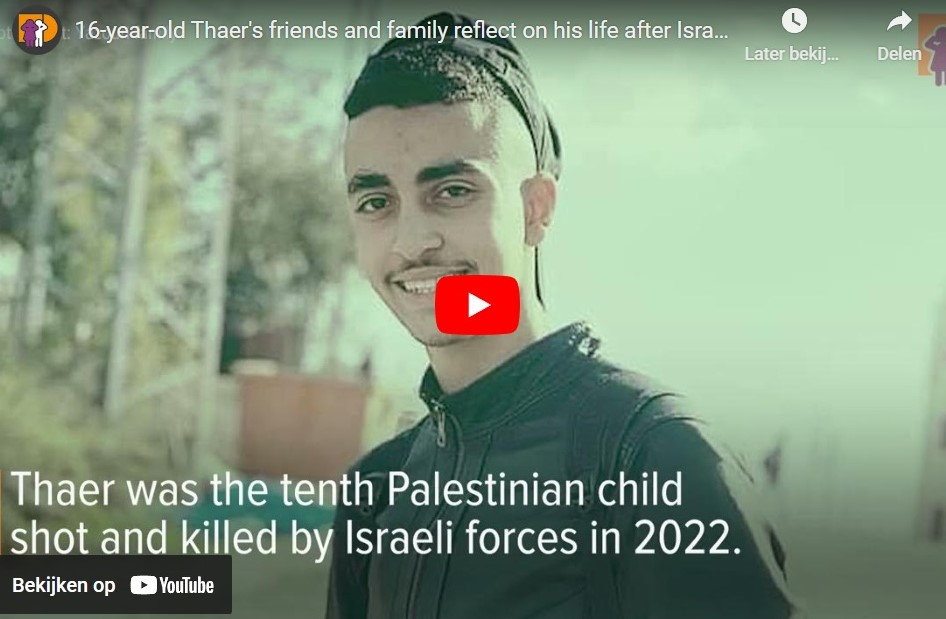 16-year-old Thaer's friends and family reflect on his life after Isra...
Later bekij...
Delen
Thaer was the tenth Palestinian child
shot and killed by Israeli forces in 2022.
Bekijken op YouTube